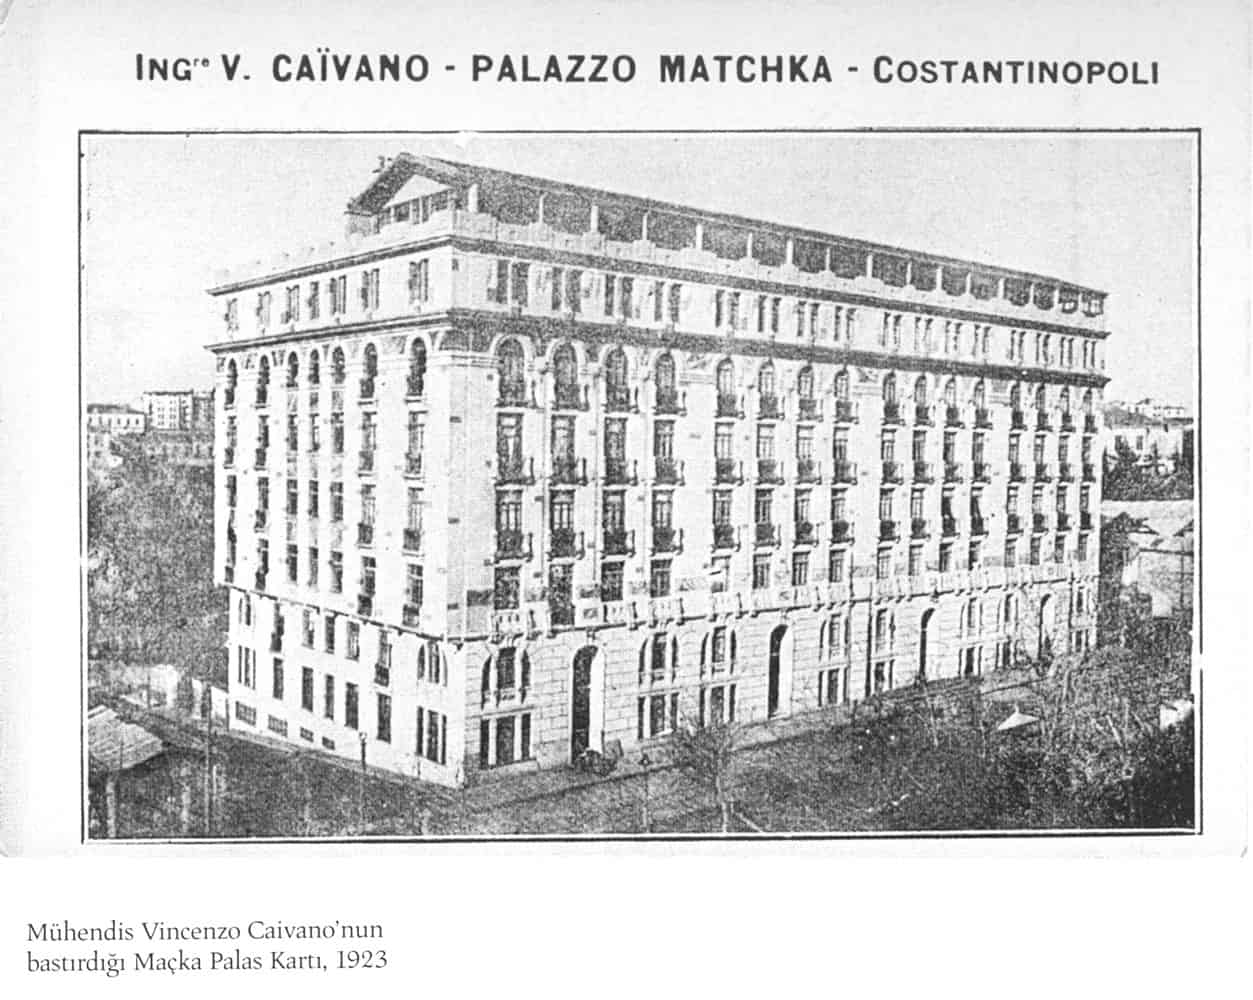 INGʳᵉ V. CAÏVANO - PALAZZO MATCHKA - COSTANTINOPOLI
Mühendis Vincenzo Caivano'nun
bastırdığı Maçka Palas Kartı, 1923